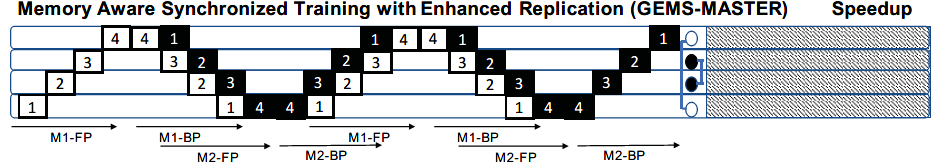 Memory Aware Synchronized Training with Enhanced Replication (GEMS-MASTER) Speedup
4 4 1 1 4 4 1 1
3 3 2 2 3 3 2 2
2 2 3 3 2 2 3 3
1 1 4 4 1 1 4 4
M1-FP M1-BP M1-FP M1-BP
M2-FP M2-BP M2-FP M2-BP